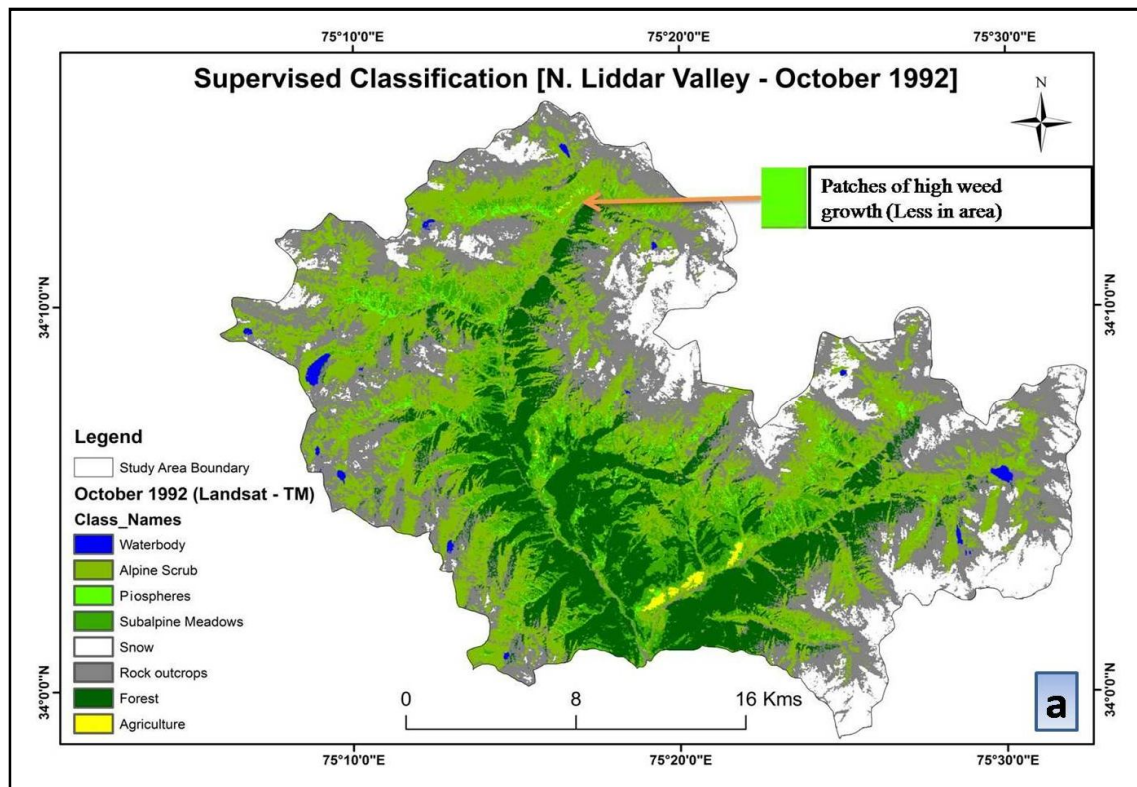 75°10'0"E
75°20'0"E
75°30'0"E
Supervised Classification [N. Liddar Valley - October 1992]
N
Patches of high weed
growth (Less in area)
34°10'0"N
34°10'0"N
Legend
Study Area Boundary
October 1992 (Landsat - TM)
Class_Names
Waterbody
Alpine Scrub
Piospheres
Subalpine Meadows
Snow
Rock outcrops
Forest
Agriculture
0
8
16 Kms
a
34°0'0"N
34°0'0"N
75°10'0"E
75°20'0"E
75°30'0"E